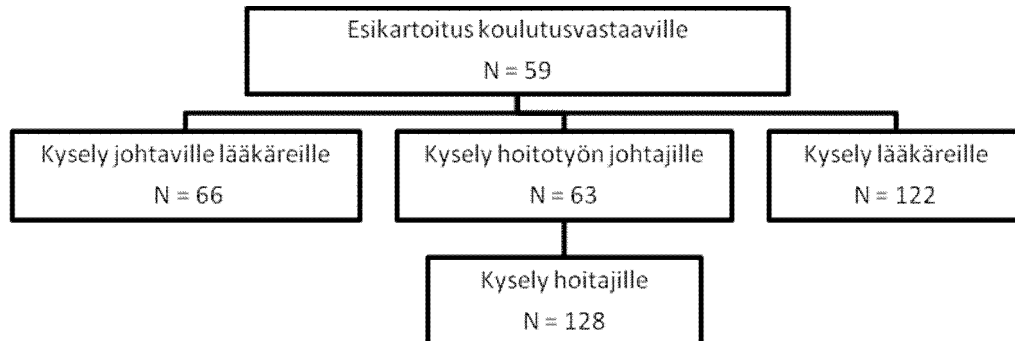 Esikartoitus koulutusvastaaville
N = 59
Kysely johtaville lääkäreille
N = 66
Kysely hoitotyön johtajille
N = 63
Kysely lääkäreille
N = 122
Kysely hoitajille
N = 128